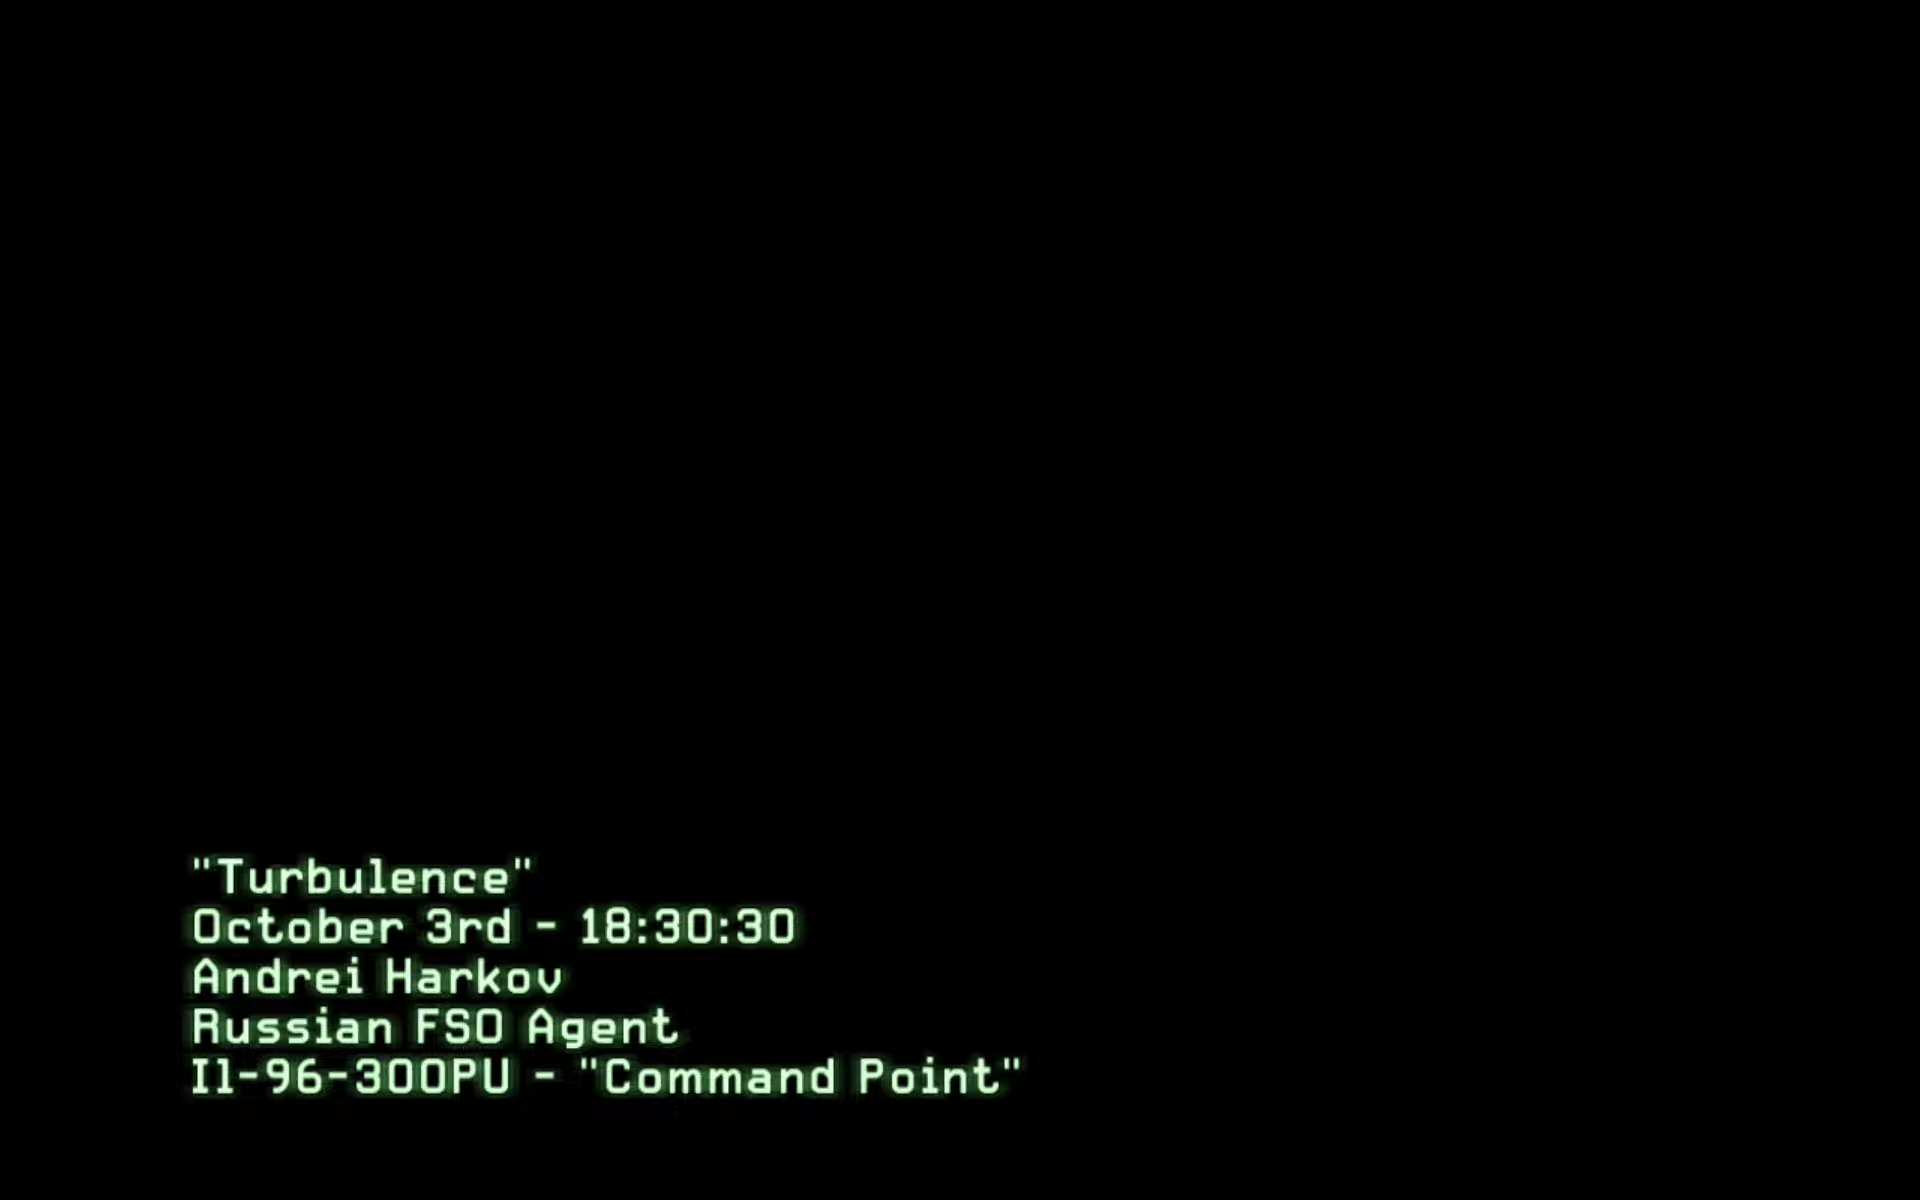 "Turbulence"
October 3rd - 18:30:30
Andrei Harkov
Russian FSO Agent
Il-96-300PU - "Command Point"